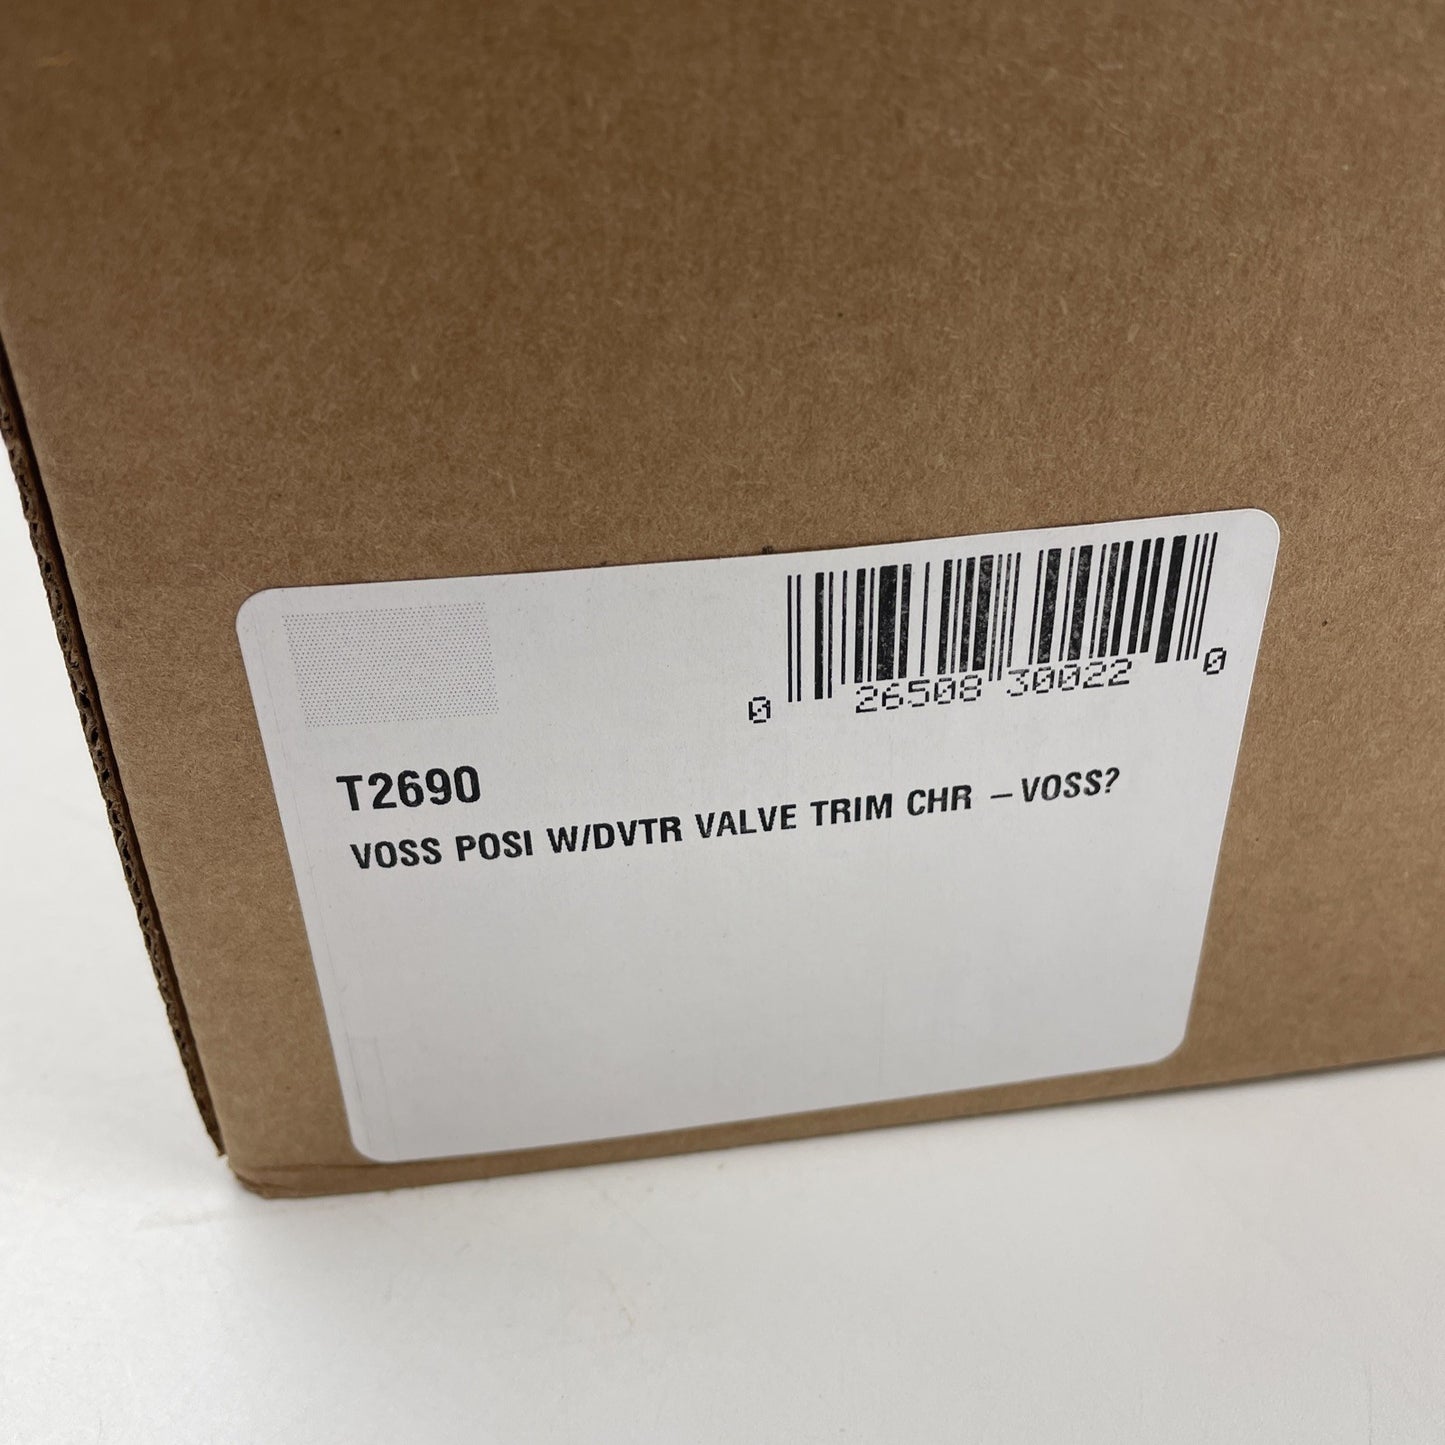 0 26508 30022 0
T2690
VOSS POSI W/DVTR VALVE TRIM CHR – VOSS?